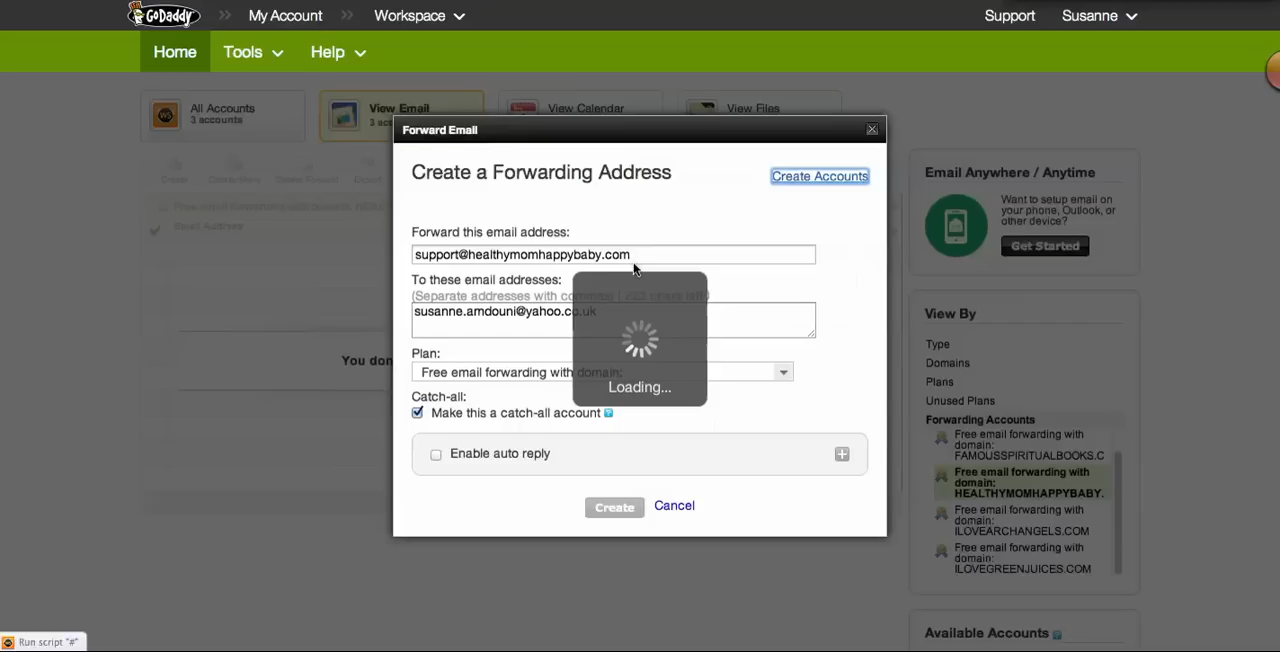 GoDaddy My Account Workspace Support Susanne
Home Tools Help
All Accounts
3 accounts
View Email
View Calendar
View Files
Forward Email
Create a Forwarding Address
Create Accounts
Forward this email address:
support@healthymomhappybaby.com
To these email addresses:
(Separate addresses with
susanne.amdouni@yahoo.co.uk
Plan:
Free email forwarding with domain:
Catch-all:
Make this a catch-all account
Enable auto reply
Create Cancel
Loading...
You don
Email Address
Email Anywhere / Anytime
Want to setup email on
your phone, Outlook, or
other device?
Get Started
View By
Type
Domains
Plans
Unused Plans
Forwarding Accounts
Free email forwarding with
domain:
FAMOUSSPIRITUALBOOKS.C
Free email forwarding with
domain:
HEALTHYMOMHAPPYBABY.
Free email forwarding with
domain:
ILOVEARCHANGELS.COM
Free email forwarding with
domain:
ILOVEGREENJUICES.COM
Available Accounts
Run script "#"